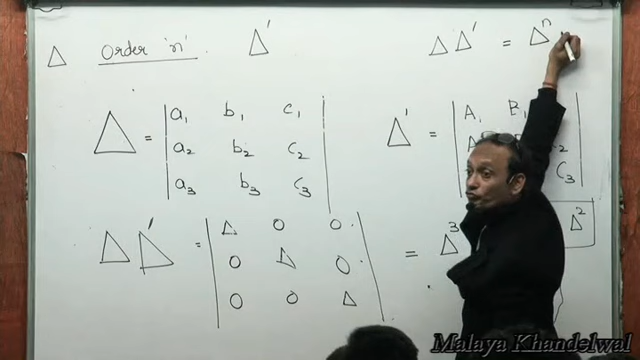 Δ Order 'n'. Δ' ΔΔ' = Δⁿ
Δ = | a₁ b₁ c₁ | Δ' = | A₁ B₁
a₂ b₂ c₂ 2
a₃ b₃ c₃ C₃
ΔΔ' = | Δ 0 0 | = Δ³ Δ²
0 Δ 0
0 0 Δ
Malaya Khandelwal